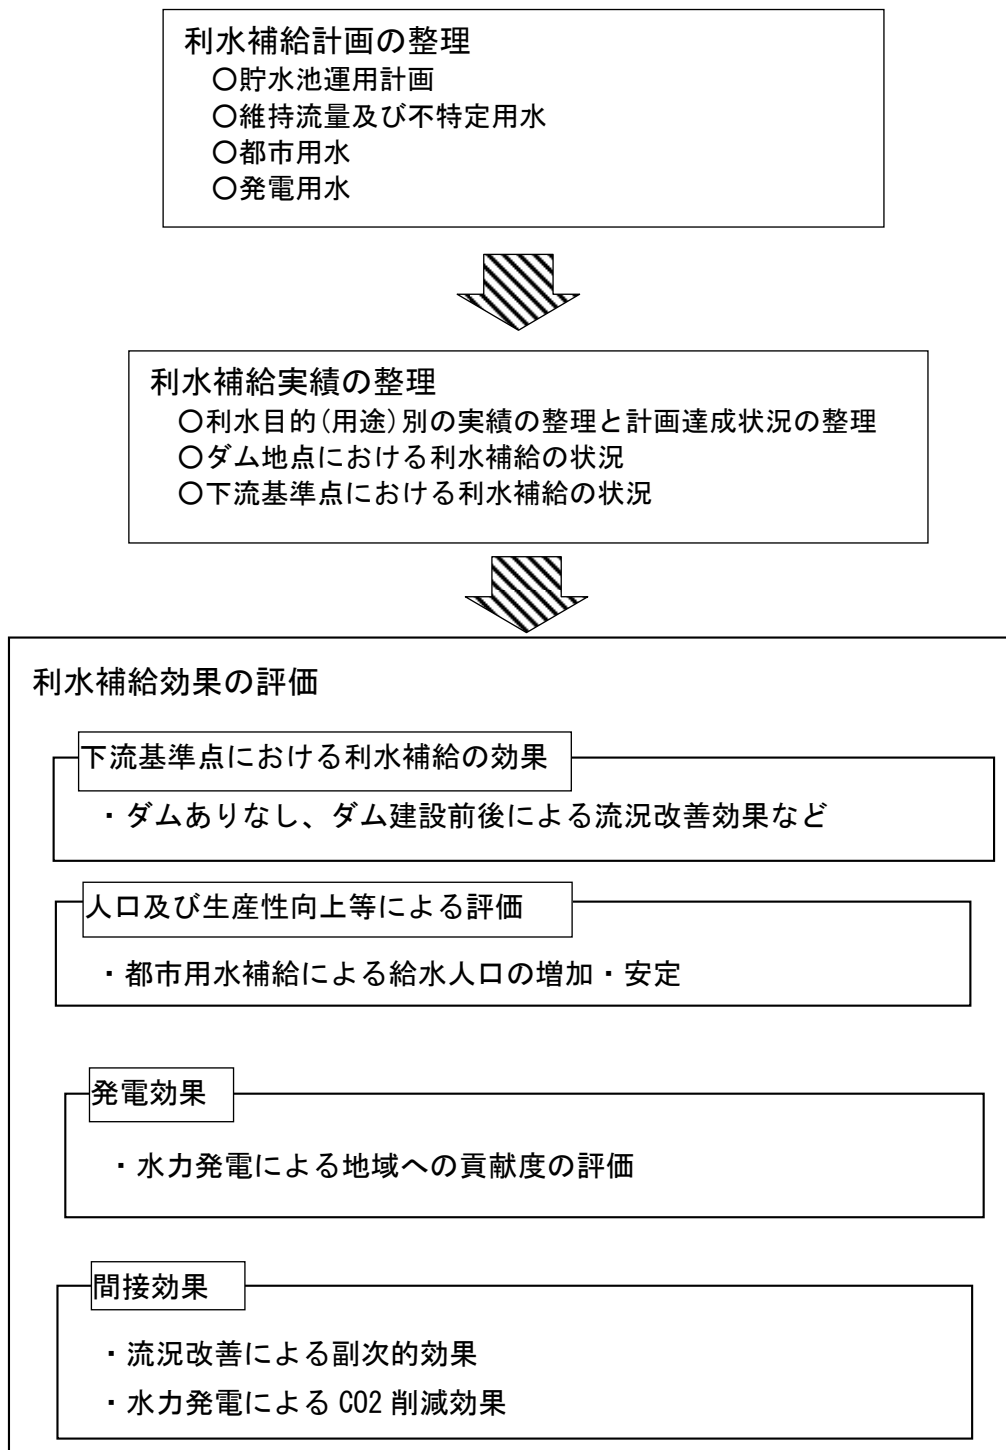 利水補給計画の整理
○貯水池運用計画
○維持流量及び不特定用水
○都市用水
○発電用水
利水補給実績の整理
○利水目的(用途)別の実績の整理と計画達成状況の整理
○ダム地点における利水補給の状況
○下流基準点における利水補給の状況
利水補給効果の評価
下流基準点における利水補給の効果
・ダムありなし、ダム建設前後による流況改善効果など
人口及び生産性向上等による評価
・都市用水補給による給水人口の増加・安定
発電効果
・水力発電による地域への貢献度の評価
間接効果
・流況改善による副次的効果
・水力発電による CO2 削減効果